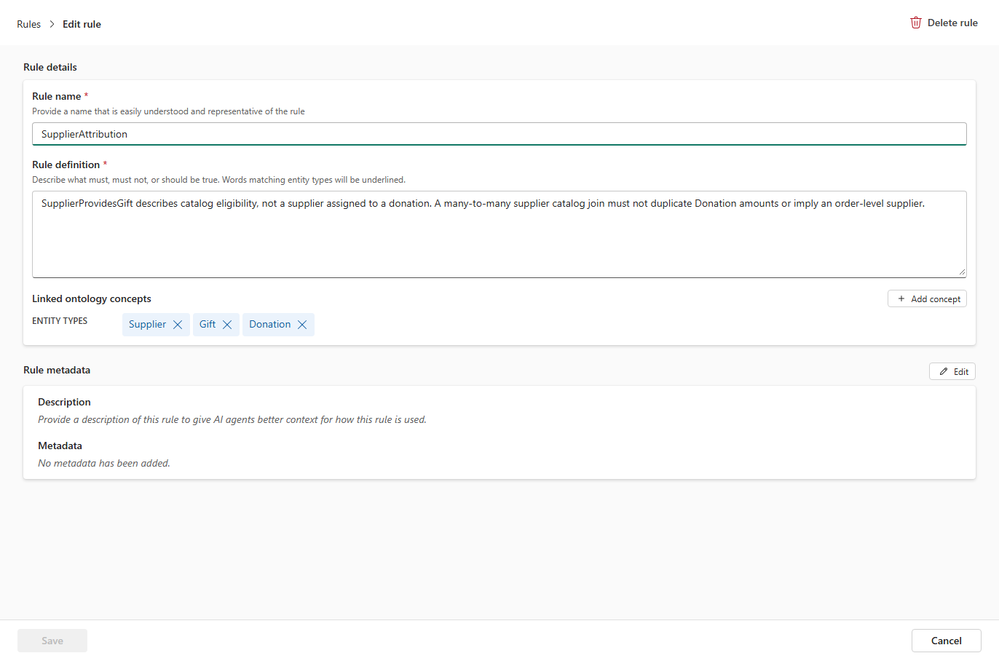 Rules > Edit rule
Delete rule
Rule details
Rule name *
Provide a name that is easily understood and representative of the rule
SupplierAttribution
Rule definition *
Describe what must, must not, or should be true. Words matching entity types will be underlined.
SupplierProvidesGift describes catalog eligibility, not a supplier assigned to a donation. A many-to-many supplier catalog join must not duplicate Donation amounts or imply an order-level supplier.
Linked ontology concepts
+ Add concept
ENTITY TYPES
Supplier
Gift
Donation
Rule metadata
Edit
Description
Provide a description of this rule to give AI agents better context for how this rule is used.
Metadata
No metadata has been added.
Save
Cancel